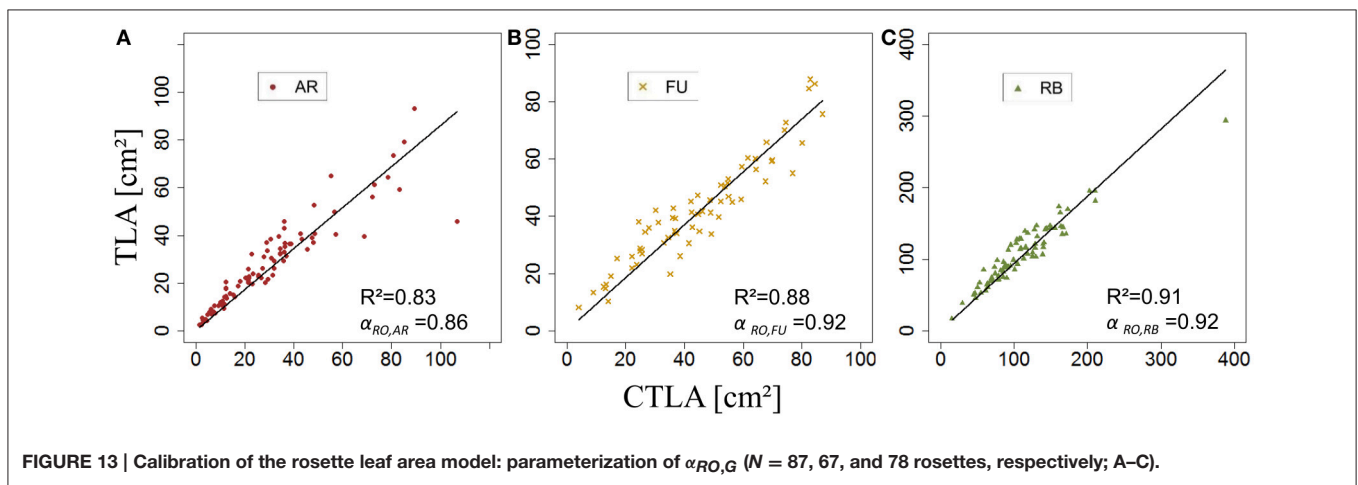 A
B
C
TLA [cm²]
0 20 40 60 80 100
AR
R²=0.83
α RO,AR =0.86
0 20 40 60 80 100
0 20 40 60 80 100
FU
R²=0.88
α RO,FU =0.92
0 20 40 60 80 100
0 100 200 300 400
RB
R²=0.91
α RO,RB =0.92
0 100 200 300 400
CTLA [cm²]
FIGURE 13 | Calibration of the rosette leaf area model: parameterization of αRO,G (N = 87, 67, and 78 rosettes, respectively; A–C).